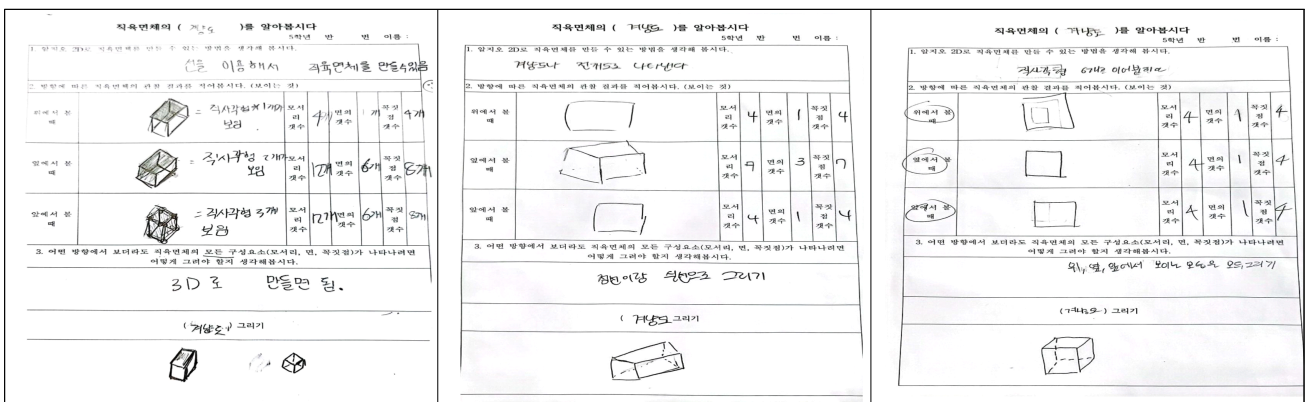 직육면체의 ( 겨냥도 )를 알아봅시다
5학년 반 번 이름 :
1. 알지오 2D로 직육면체를 만들 수 있는 방법을 생각해 봅시다.
선을 이용해서 직육면체를 만들수있음
2. 방향에 따른 직육면체의 관찰 결과를 적어봅시다. (보이는 것)
위에서 볼 때 = 직사각형 1개가 보임 모서리 갯수 4개 면의 갯수 1개 꼭짓점 갯수 4개
옆에서 볼 때 = 직사각형 2개가 보임 모서리 갯수 12개 면의 갯수 6개 꼭짓점 갯수 8개
앞에서 볼 때 = 직사각형 3개 보임 모서리 갯수 12개 면의 갯수 6개 꼭짓점 갯수 8개
3. 어떤 방향에서 보더라도 직육면체의 모든 구성요소(모서리, 면, 꼭짓점)가 나타나려면
어떻게 그려야 할지 생각해봅시다.
3D로 만들면 됨.
( 겨냥도 ) 그리기
직육면체의 ( 겨냥도 )를 알아봅시다
5학년 반 번 이름 :
1. 알지오 2D로 직육면체를 만들 수 있는 방법을 생각해 봅시다.
겨냥도나 전개도로 나타낸다
2. 방향에 따른 직육면체의 관찰 결과를 적어봅시다. (보이는 것)
위에서 볼 때 모서리 갯수 4 면의 갯수 1 꼭짓점 갯수 4
옆에서 볼 때 모서리 갯수 9 면의 갯수 3 꼭짓점 갯수 7
앞에서 볼 때 모서리 갯수 4 면의 갯수 1 꼭짓점 갯수 4
3. 어떤 방향에서 보더라도 직육면체의 모든 구성요소(모서리, 면, 꼭짓점)가 나타나려면
어떻게 그려야 할지 생각해봅시다.
그리기
( 겨냥도 ) 그리기
직육면체의 ( 겨냥도 )를 알아봅시다
5학년 반 번 이름 :
1. 알지오 2D로 직육면체를 만들 수 있는 방법을 생각해 봅시다.
직사각형 6개를
2. 방향에 따른 직육면체의 관찰 결과를 적어봅시다. (보이는 것)
위에서 볼 때 모서리 갯수 4 면의 갯수 1 꼭짓점 갯수 4
옆에서 볼 때 모서리 갯수 4 면의 갯수 1 꼭짓점 갯수 4
앞에서 볼 때 모서리 갯수 4 면의 갯수 1 꼭짓점 갯수 4
3. 어떤 방향에서 보더라도 직육면체의 모든 구성요소(모서리, 면, 꼭짓점)가 나타나려면
어떻게 그려야 할지 생각해봅시다.
위, 옆, 앞에서 보이는 모습을 모두 그리기
( 겨냥도 ) 그리기